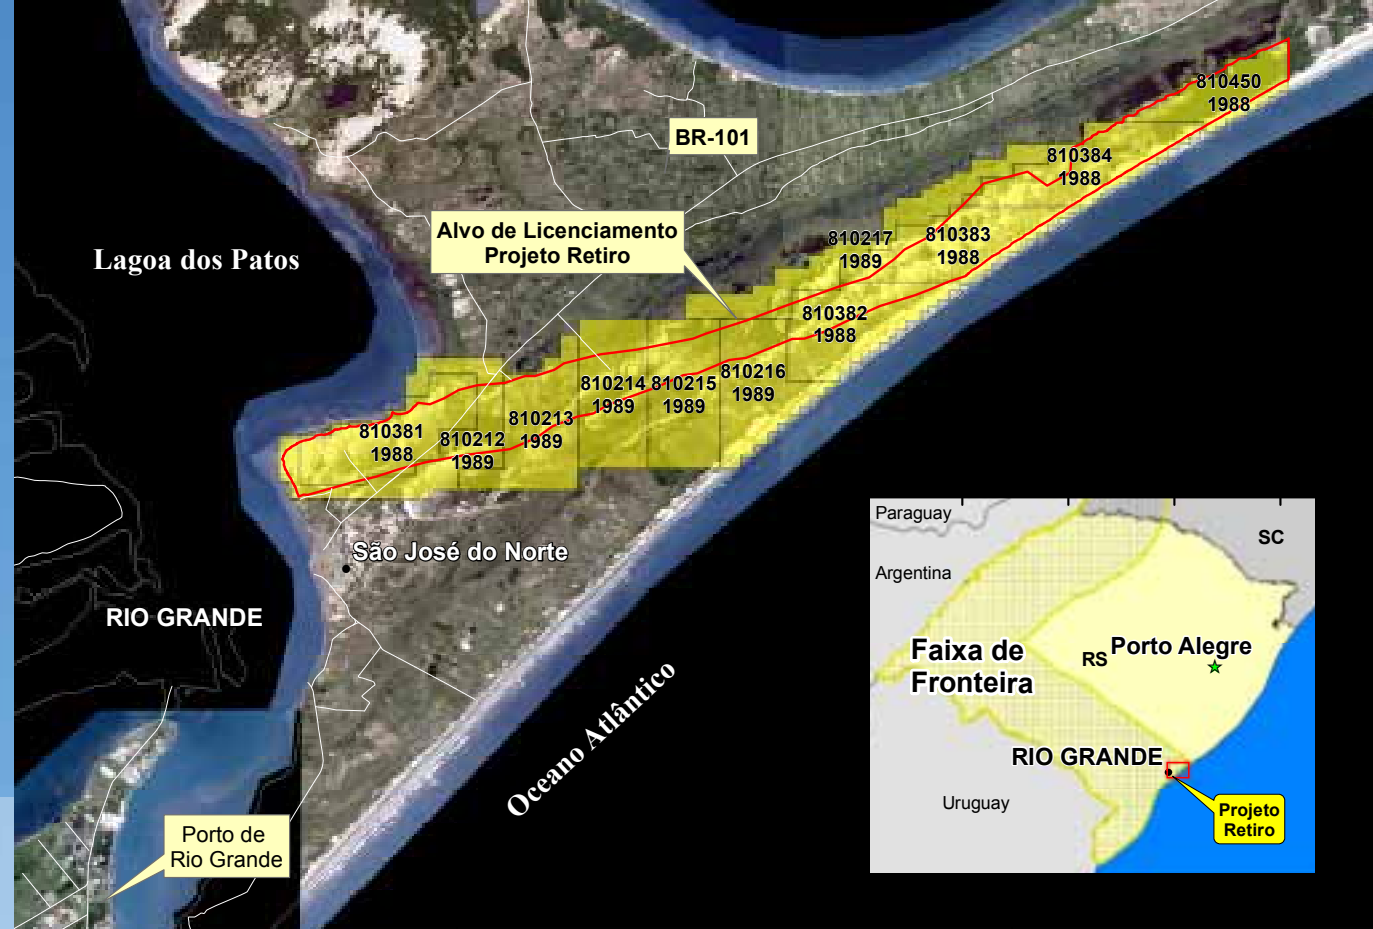 810450
1988
BR-101
810384
1988
Alvo de Licenciamento
Projeto Retiro
810217
1989
810383
1988
Lagoa dos Patos
810382
1988
810216
1989
810215
1989
810214
1989
810213
1989
810212
1989
810381
1988
São José do Norte
RIO GRANDE
Oceano Atlântico
Porto de
Rio Grande
Paraguay
SC
Argentina
Faixa de
Fronteira
RS
Porto Alegre
RIO GRANDE
Uruguay
Projeto
Retiro